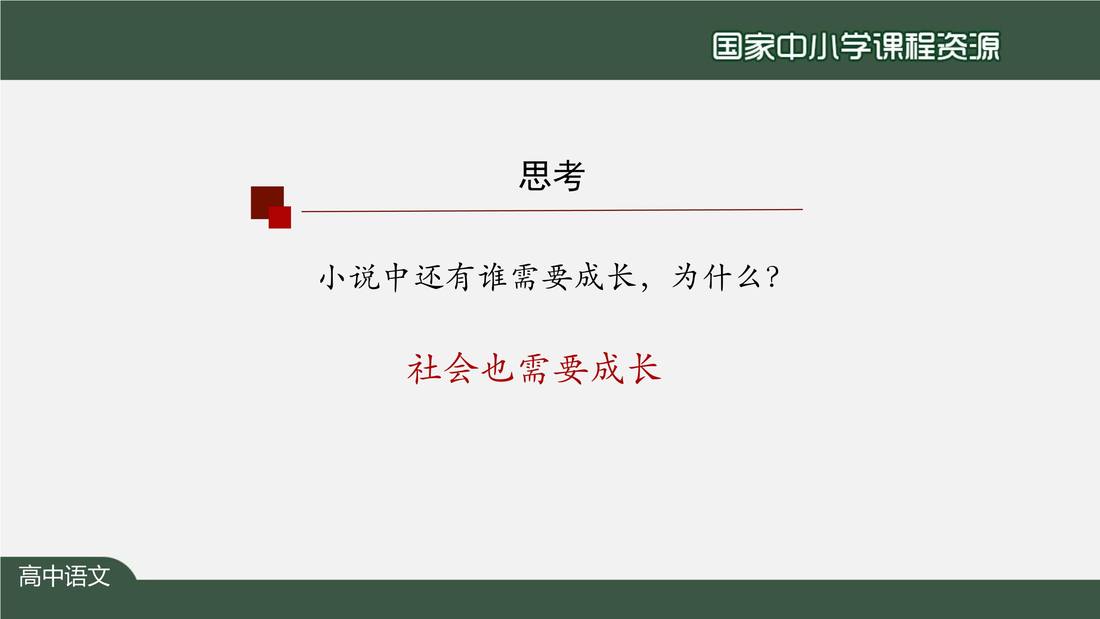 国家中小学课程资源
思考
小说中还有谁需要成长，为什么？
社会也需要成长
高中语文